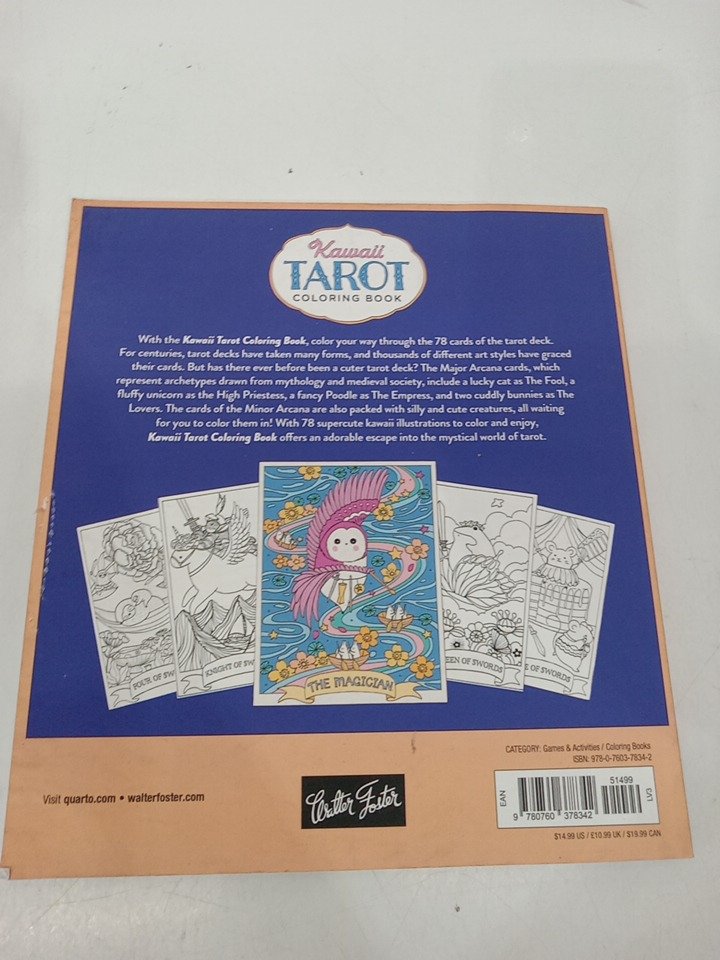 Kawaii
TAROT
COLORING BOOK
With the Kawaii Tarot Coloring Book, color your way through the 78 cards of the tarot deck.
For centuries, tarot decks have taken many forms, and thousands of different art styles have graced
their cards. But has there ever before been a cuter tarot deck? The Major Arcana cards, which
represent archetypes drawn from mythology and medieval society, include a lucky cat as The Fool, a
fluffy unicorn as the High Priestess, a fancy Poodle as The Empress, and two cuddly bunnies as The
Lovers. The cards of the Minor Arcana are also packed with silly and cute creatures, all waiting
for you to color them in! With 78 supercute kawaii illustrations to color and enjoy,
Kawaii Tarot Coloring Book offers an adorable escape into the mystical world of tarot.
FOUR OF SW
KNIGHT OF SW
THE MAGICIAN
EEN OF SWORDS
E OF SWORDS
CATEGORY: Games & Activities / Coloring Books
ISBN: 978-0-7603-7834-2
Visit quarto.com • walterfoster.com
Walter Foster
EAN
51499
9 780760 378342
LV3
$14.99 US / £10.99 UK / $19.99 CAN